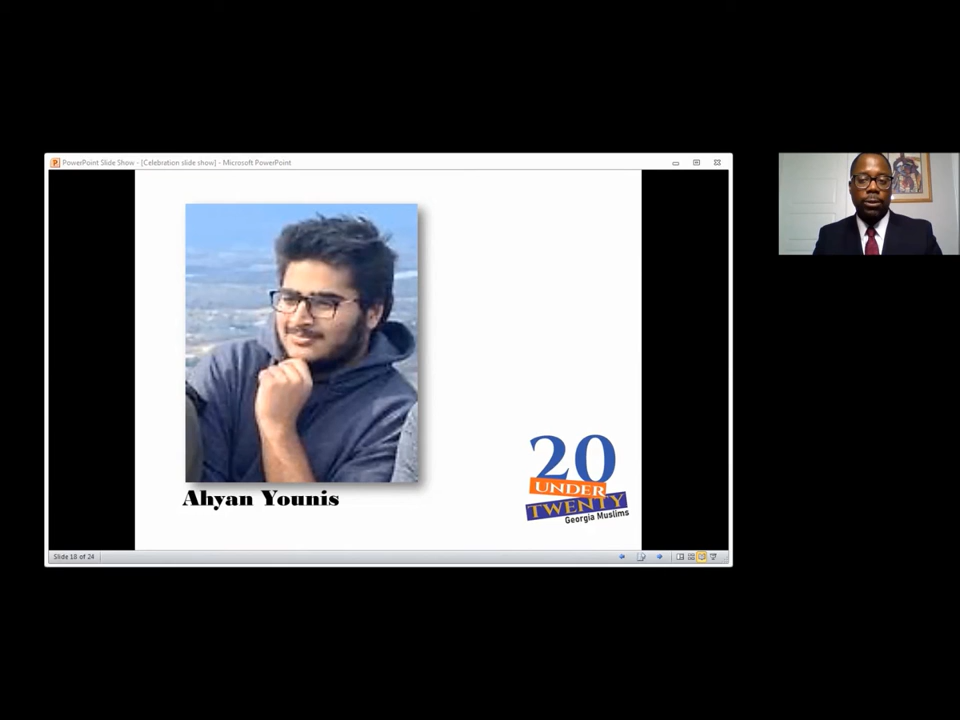 PowerPoint Slide Show - [Celebration slide show] - Microsoft PowerPoint
Ahyan Younis
20
UNDER
TWENTY
Georgia Muslims
Slide 18 of 24